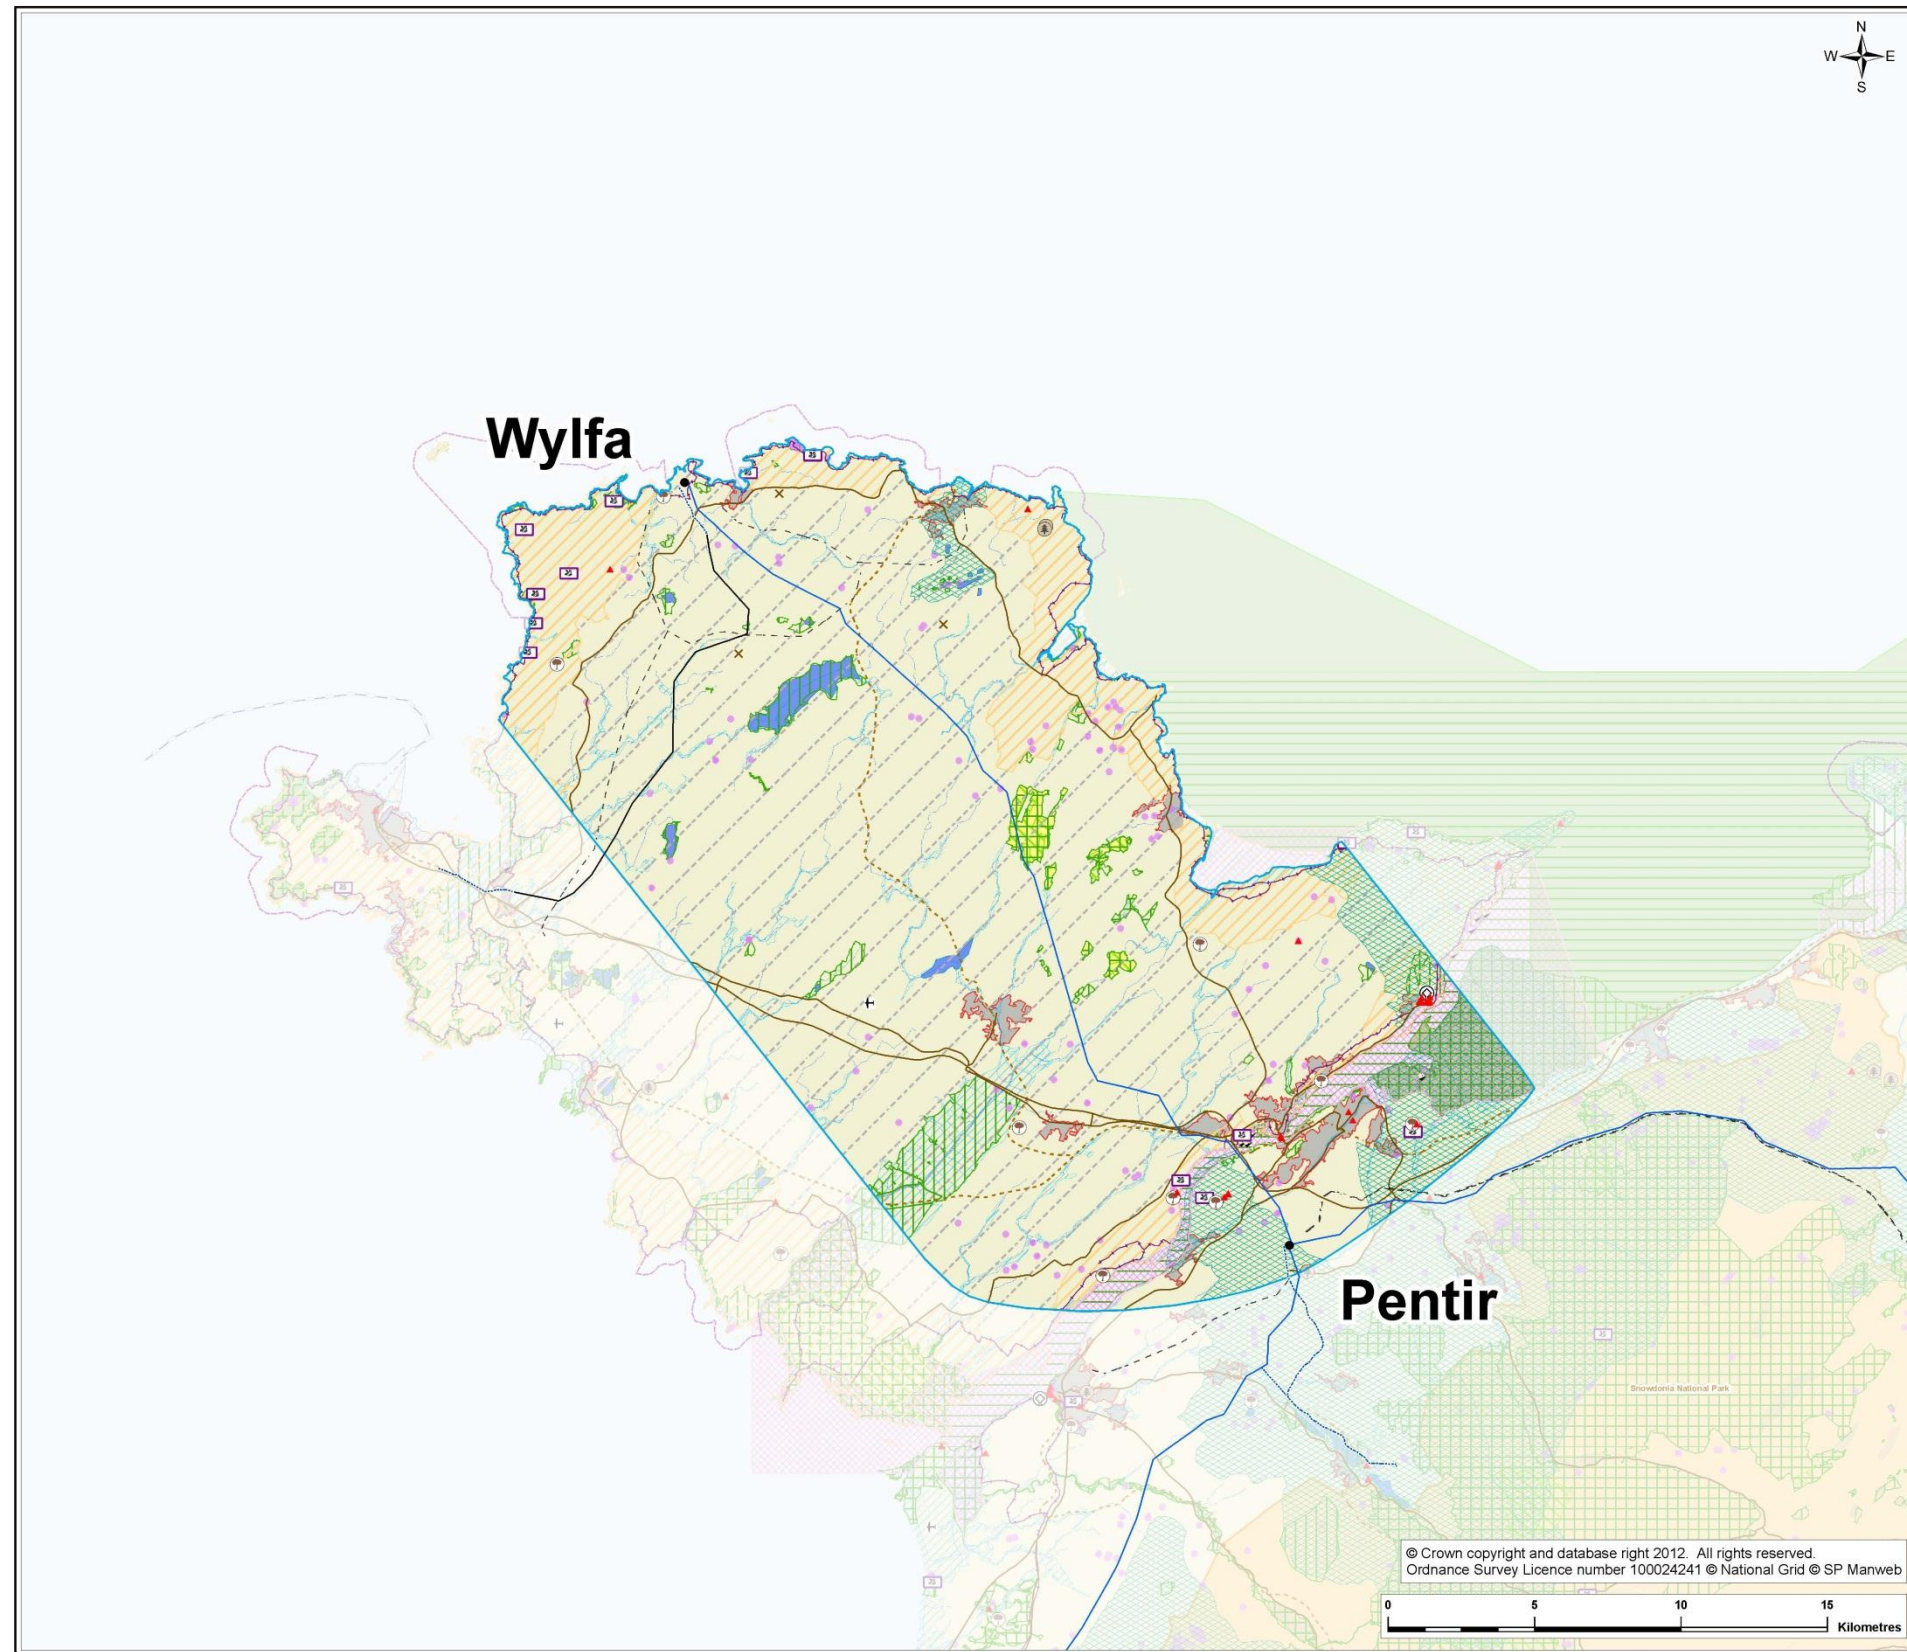 N
W E
S
Wylfa
Pentir
Snowdonia National Park
© Crown copyright and database right 2012. All rights reserved.
Ordnance Survey Licence number 100024241 © National Grid © SP Manweb
0 5 10 15
Kilometres